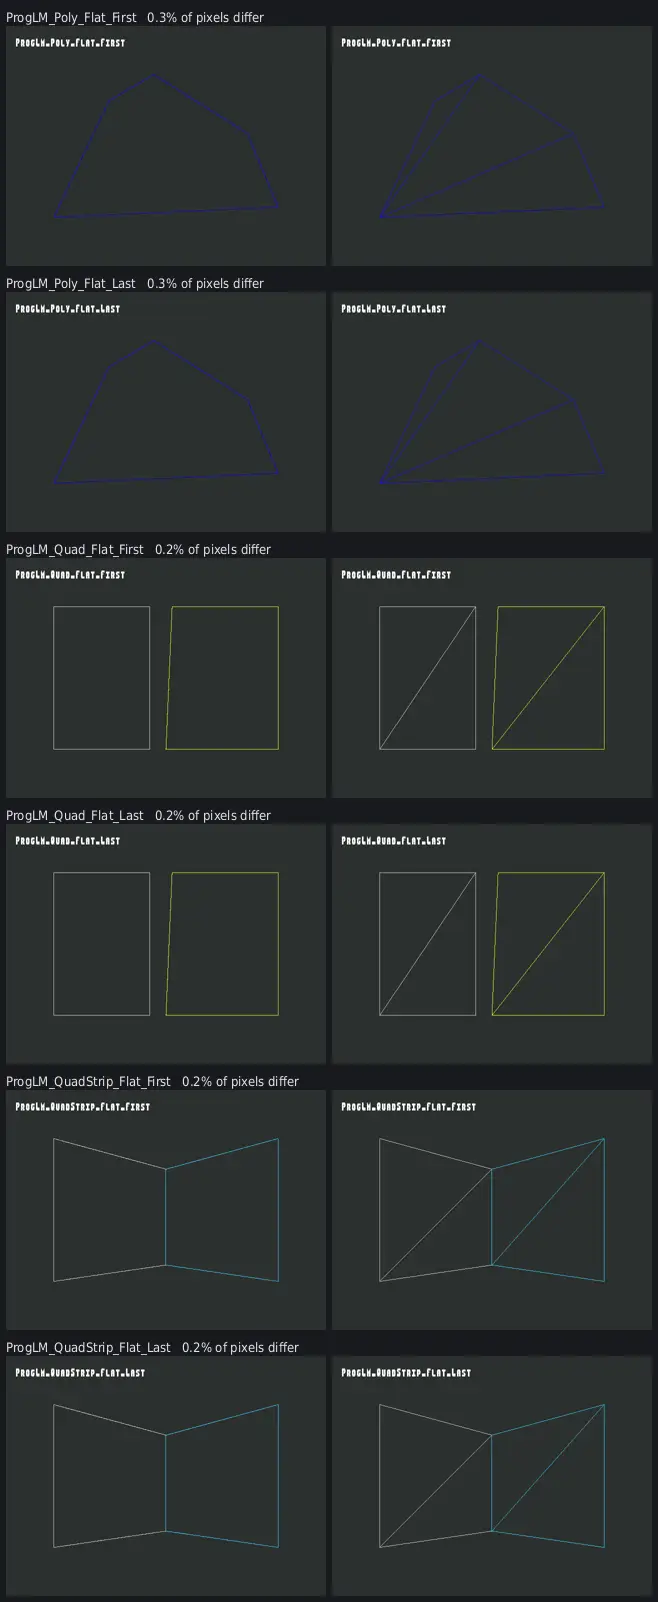 ProgLM_Poly_Flat_First 0.3% of pixels differ
ProgLM_Poly_Flat_First ProgLM_Poly_Flat_First
ProgLM_Poly_Flat_Last 0.3% of pixels differ
ProgLM_Poly_Flat_Last ProgLM_Poly_Flat_Last
ProgLM_Quad_Flat_First 0.2% of pixels differ
ProgLM_Quad_Flat_First ProgLM_Quad_Flat_First
ProgLM_Quad_Flat_Last 0.2% of pixels differ
ProgLM_Quad_Flat_Last ProgLM_Quad_Flat_Last
ProgLM_QuadStrip_Flat_First 0.2% of pixels differ
ProgLM_QuadStrip_Flat_First ProgLM_QuadStrip_Flat_First
ProgLM_QuadStrip_Flat_Last 0.2% of pixels differ
ProgLM_QuadStrip_Flat_Last ProgLM_QuadStrip_Flat_Last